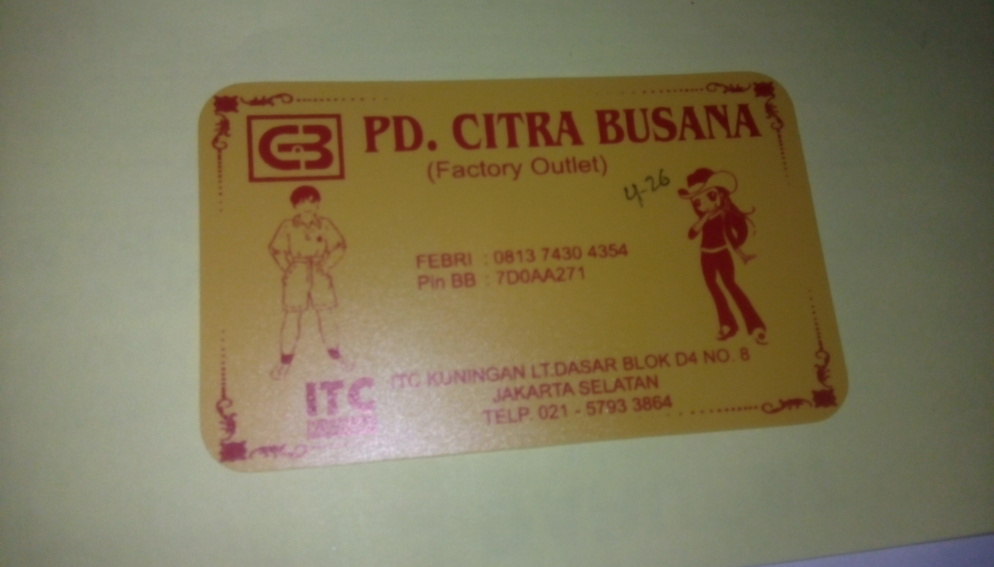 CB
PD. CITRA BUSANA
(Factory Outlet)
4-26
FEBRI : 0813 7430 4354
Pin BB : 7D0AA271
ITC
ITC KUNINGAN LT.DASAR BLOK D4 NO. 8
JAKARTA SELATAN
TELP. 021 - 5793 3864